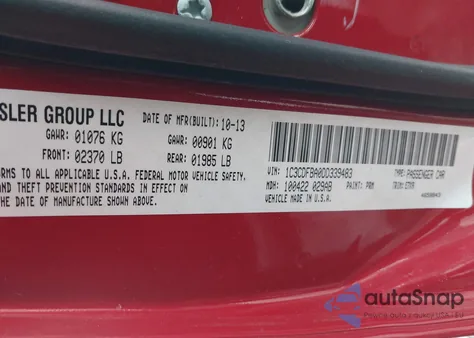 SLER GROUP LLC
DATE OF MFR(BUILT): 10-13
GAWR: 01076 KG
GAWR: 00901 KG
FRONT: 02370 LB
REAR: 01985 LB
RMS TO ALL APPLICABLE U.S.A. FEDERAL MOTOR VEHICLE SAFETY,
AND THEFT PREVENTION STANDARDS IN EFFECT ON THE
DATE OF MANUFACTURE SHOWN ABOVE.
VIN: 1C3CDFBA0DD339403
TYPE: PASSENGER CAR
MDH: 100422 029AB
PAINT: PRM
TRIM:
VEHICLE MADE IN U.S.A.
autoSnap